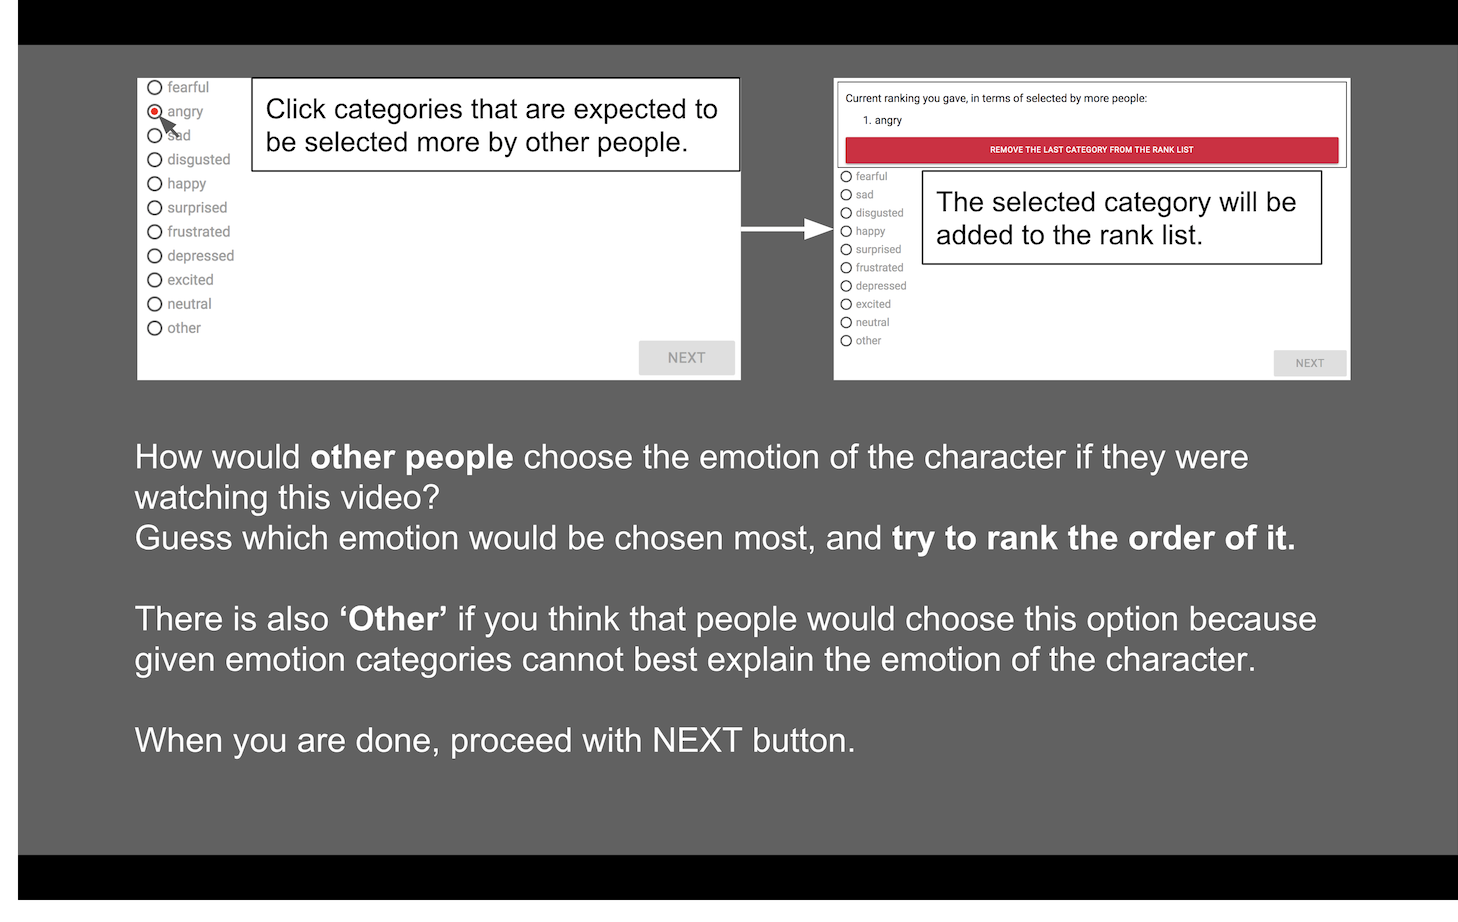 fearful
angry
sad
disgusted
happy
surprised
frustrated
depressed
excited
neutral
other
Click categories that are expected to
be selected more by other people.
NEXT
Current ranking you gave, in terms of selected by more people:
1. angry
REMOVE THE LAST CATEGORY FROM THE RANK LIST
fearful
sad
disgusted
happy
surprised
frustrated
depressed
excited
neutral
other
The selected category will be
added to the rank list.
NEXT
How would other people choose the emotion of the character if they were
watching this video?
Guess which emotion would be chosen most, and try to rank the order of it.
There is also ‘Other’ if you think that people would choose this option because
given emotion categories cannot best explain the emotion of the character.
When you are done, proceed with NEXT button.